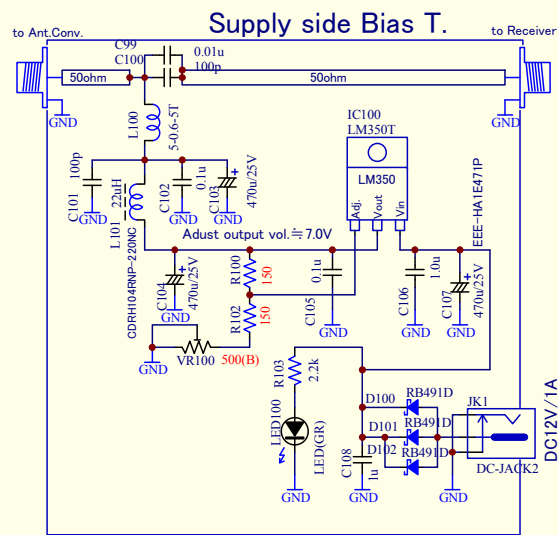 Supply side Bias T.
to Ant.Conv.
to Receiver
C99
0.01u
C100
100p
50ohm
50ohm
GND
GND
L100
5-0.6-5T
IC100
LM350T
LM350
Adj.
Vout
Vin
EEE-HA1E471P
100p
C101
GND
22uH
L101
CDRH104RNP-220NC
C102
0.1u
GND
C103
470u/25V
GND
Adust output vol.≒7.0V
C104
470u/25V
GND
R100
150
R102
150
0.1u
C105
GND
C106
1.0u
GND
C107
470u/25V
GND
VR100
500(B)
GND
R103
2.2k
LED100
LED(GR)
GND
D100
RB491D
D101
RB491D
D102
RB491D
C108
1u
GND
JK1
DC-JACK2
GND
DC12V/1A